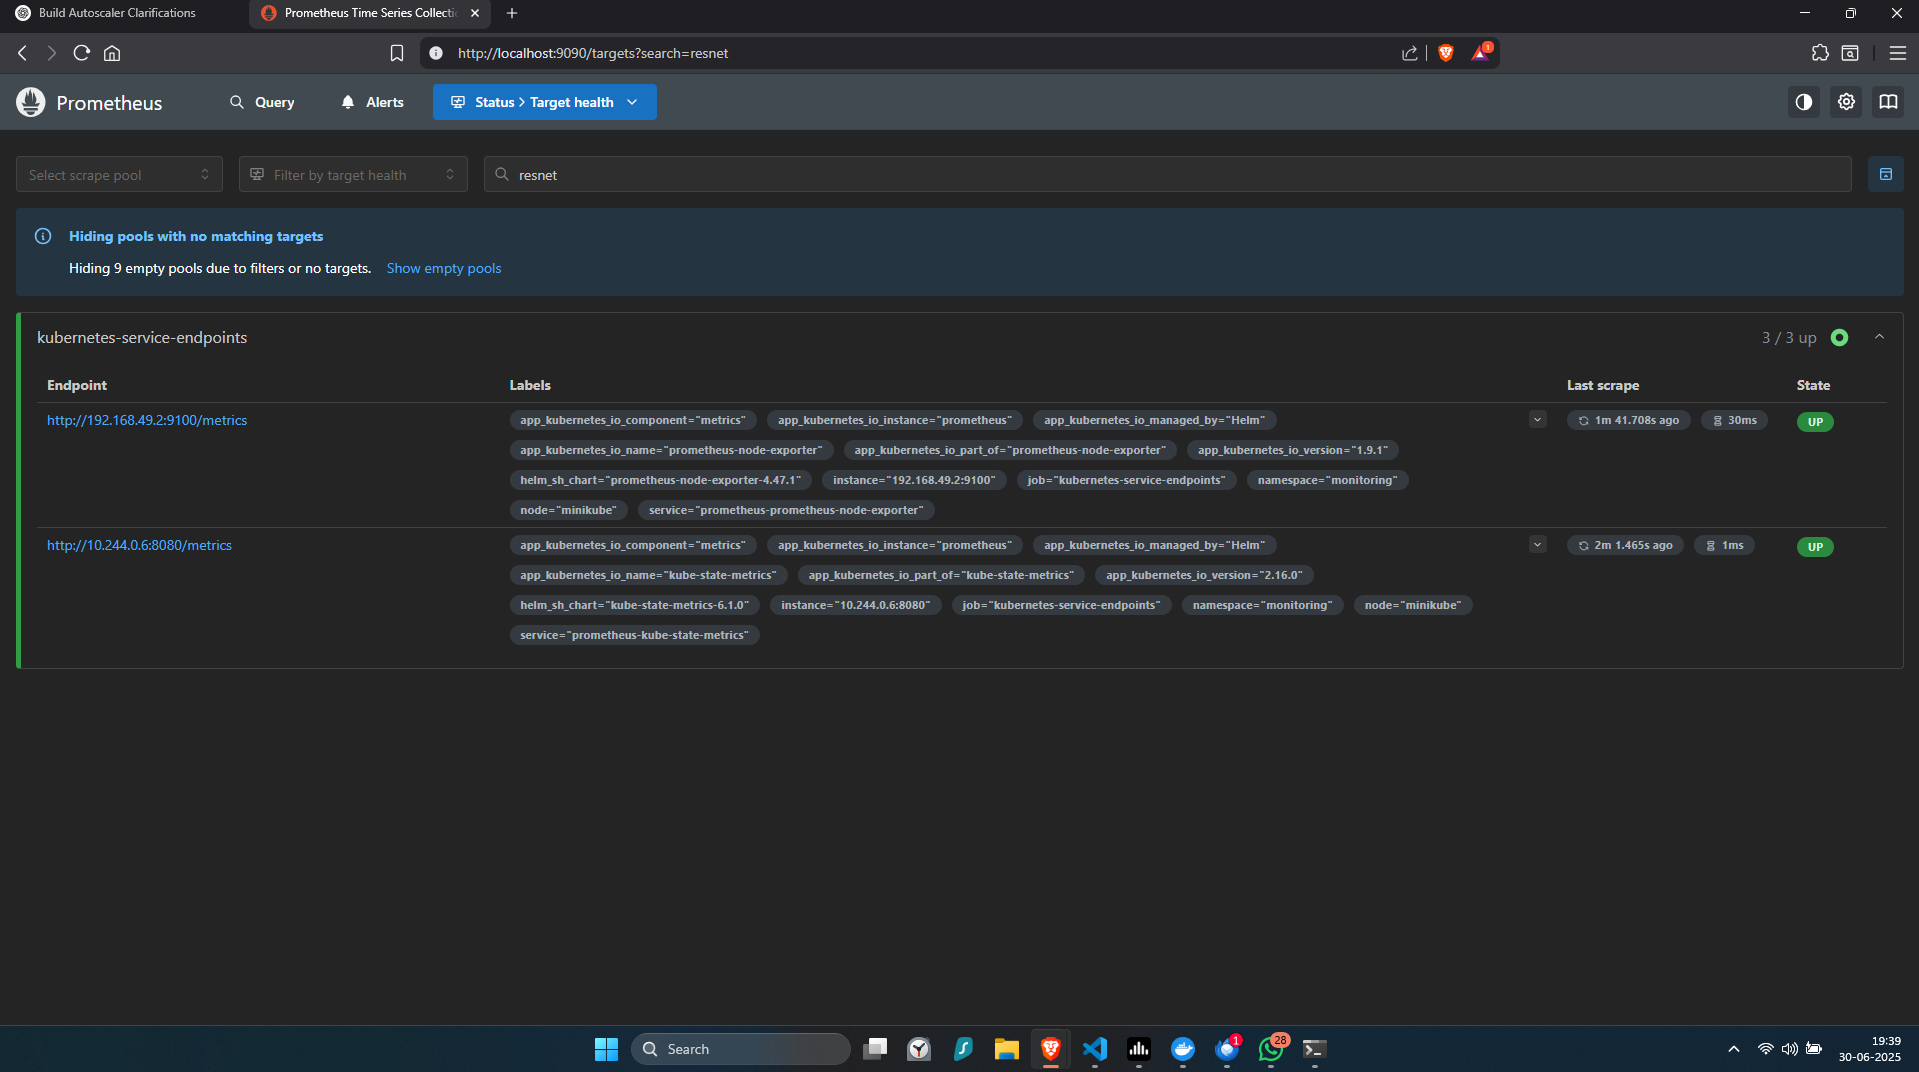 Build Autoscaler Clarifications
Prometheus Time Series Collecti
http://localhost:9090/targets?search=resnet
1
Prometheus
Query
Alerts
Status > Target health
Select scrape pool
Filter by target health
resnet
Hiding pools with no matching targets
Hiding 9 empty pools due to filters or no targets. Show empty pools
kubernetes-service-endpoints
3 / 3 up
Endpoint Labels Last scrape State
http://192.168.49.2:9100/metrics app_kubernetes_io_component="metrics" app_kubernetes_io_instance="prometheus" app_kubernetes_io_managed_by="Helm" 1m 41.708s ago 30ms UP
app_kubernetes_io_name="prometheus-node-exporter" app_kubernetes_io_part_of="prometheus-node-exporter" app_kubernetes_io_version="1.9.1"
helm_sh_chart="prometheus-node-exporter-4.47.1" instance="192.168.49.2:9100" job="kubernetes-service-endpoints" namespace="monitoring"
node="minikube" service="prometheus-prometheus-node-exporter"
http://10.244.0.6:8080/metrics app_kubernetes_io_component="metrics" app_kubernetes_io_instance="prometheus" app_kubernetes_io_managed_by="Helm" 2m 1.465s ago 1ms UP
app_kubernetes_io_name="kube-state-metrics" app_kubernetes_io_part_of="kube-state-metrics" app_kubernetes_io_version="2.16.0"
helm_sh_chart="kube-state-metrics-6.1.0" instance="10.244.0.6:8080" job="kubernetes-service-endpoints" namespace="monitoring" node="minikube"
service="prometheus-kube-state-metrics"
Search
1
28
19:39
30-06-2025